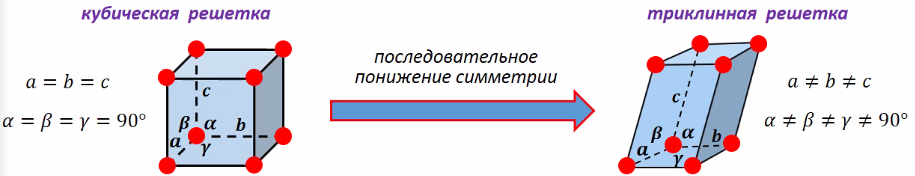 кубическая решетка
a = b = c
α = β = γ = 90°
c
β α b
a γ
последовательное
понижение симметрии
триклинная решетка
c
β α b
a γ
a ≠ b ≠ c
α ≠ β ≠ γ ≠ 90°